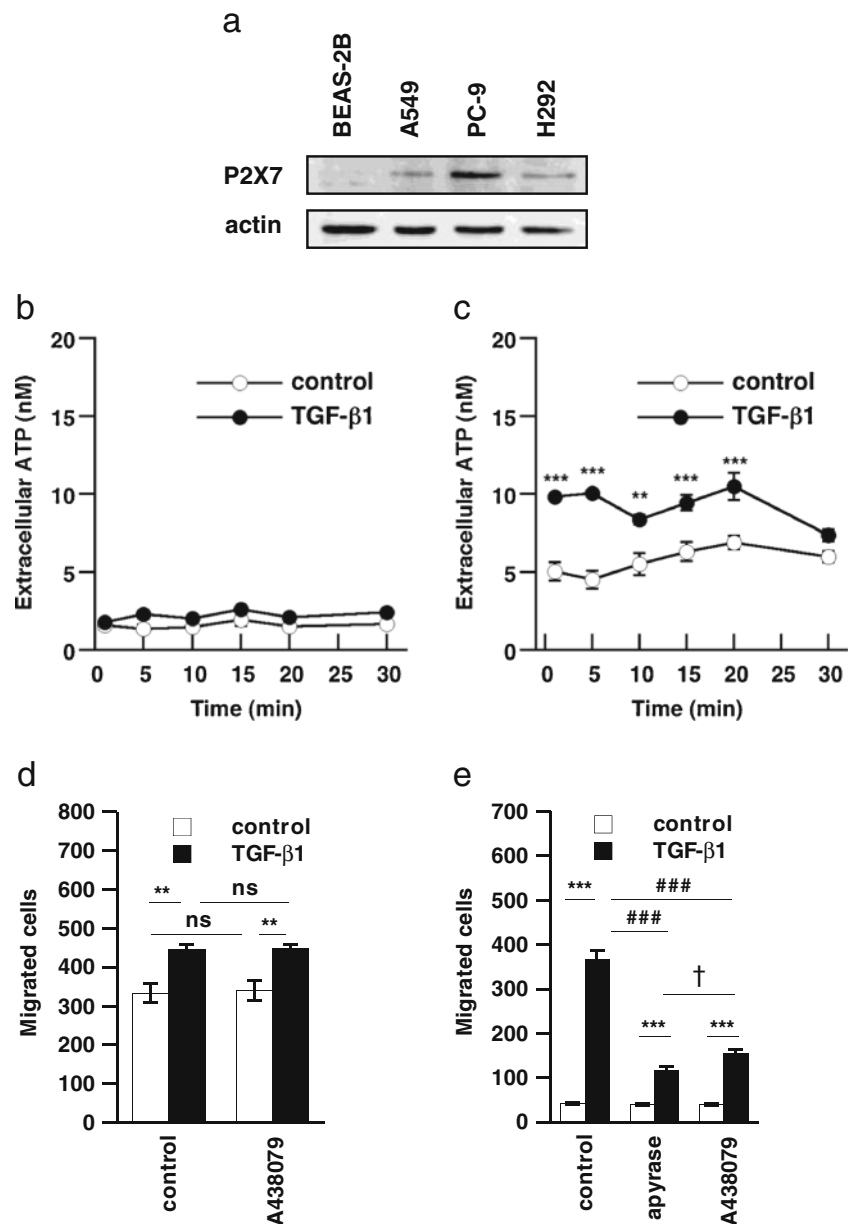 a
BEAS-2B
A549
PC-9
H292
P2X7
actin
b
20
15
10
5
0
Extracellular ATP (nM)
control
TGF-β1
0 5 10 15 20 25 30
Time (min)
c
20
15
10
5
0
Extracellular ATP (nM)
control
TGF-β1
*** *** ** *** ***
0 5 10 15 20 25 30
Time (min)
d
800
700
600
500
400
300
200
100
0
Migrated cells
control
TGF-β1
** ns
ns **
control
A438079
e
700
600
500
400
300
200
100
0
Migrated cells
control
TGF-β1
*** ###
###
†
*** ***
control
apyrase
A438079